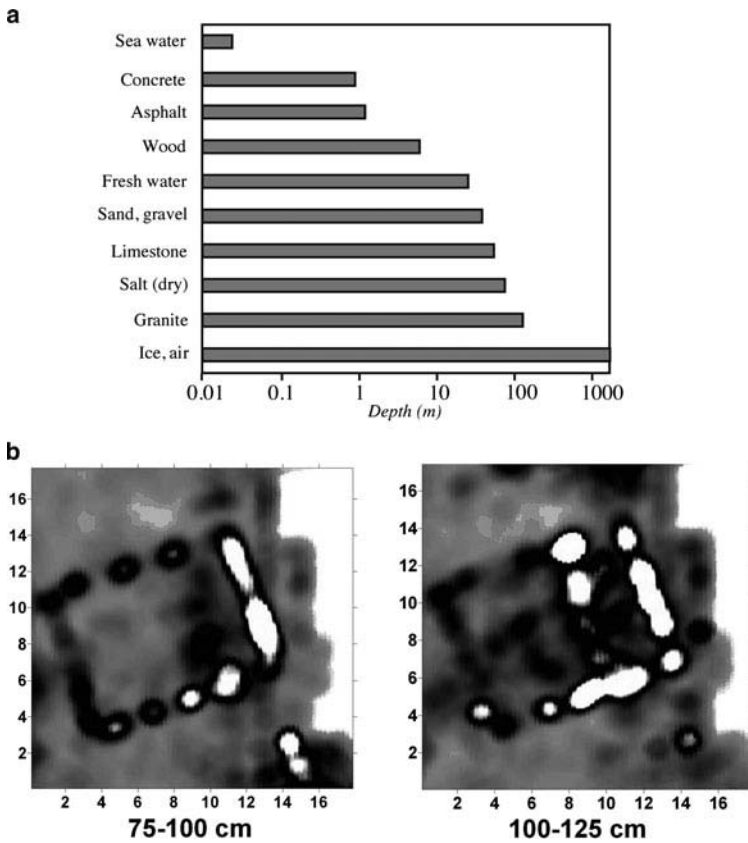 a
Sea water
Concrete
Asphalt
Wood
Fresh water
Sand, gravel
Limestone
Salt (dry)
Granite
Ice, air
0.01 0.1 1 10 100 1000
Depth (m)
b
16
14
12
10
8
6
4
2
2 4 6 8 10 12 14 16
75-100 cm
16
14
12
10
8
6
4
2
2 4 6 8 10 12 14 16
100-125 cm